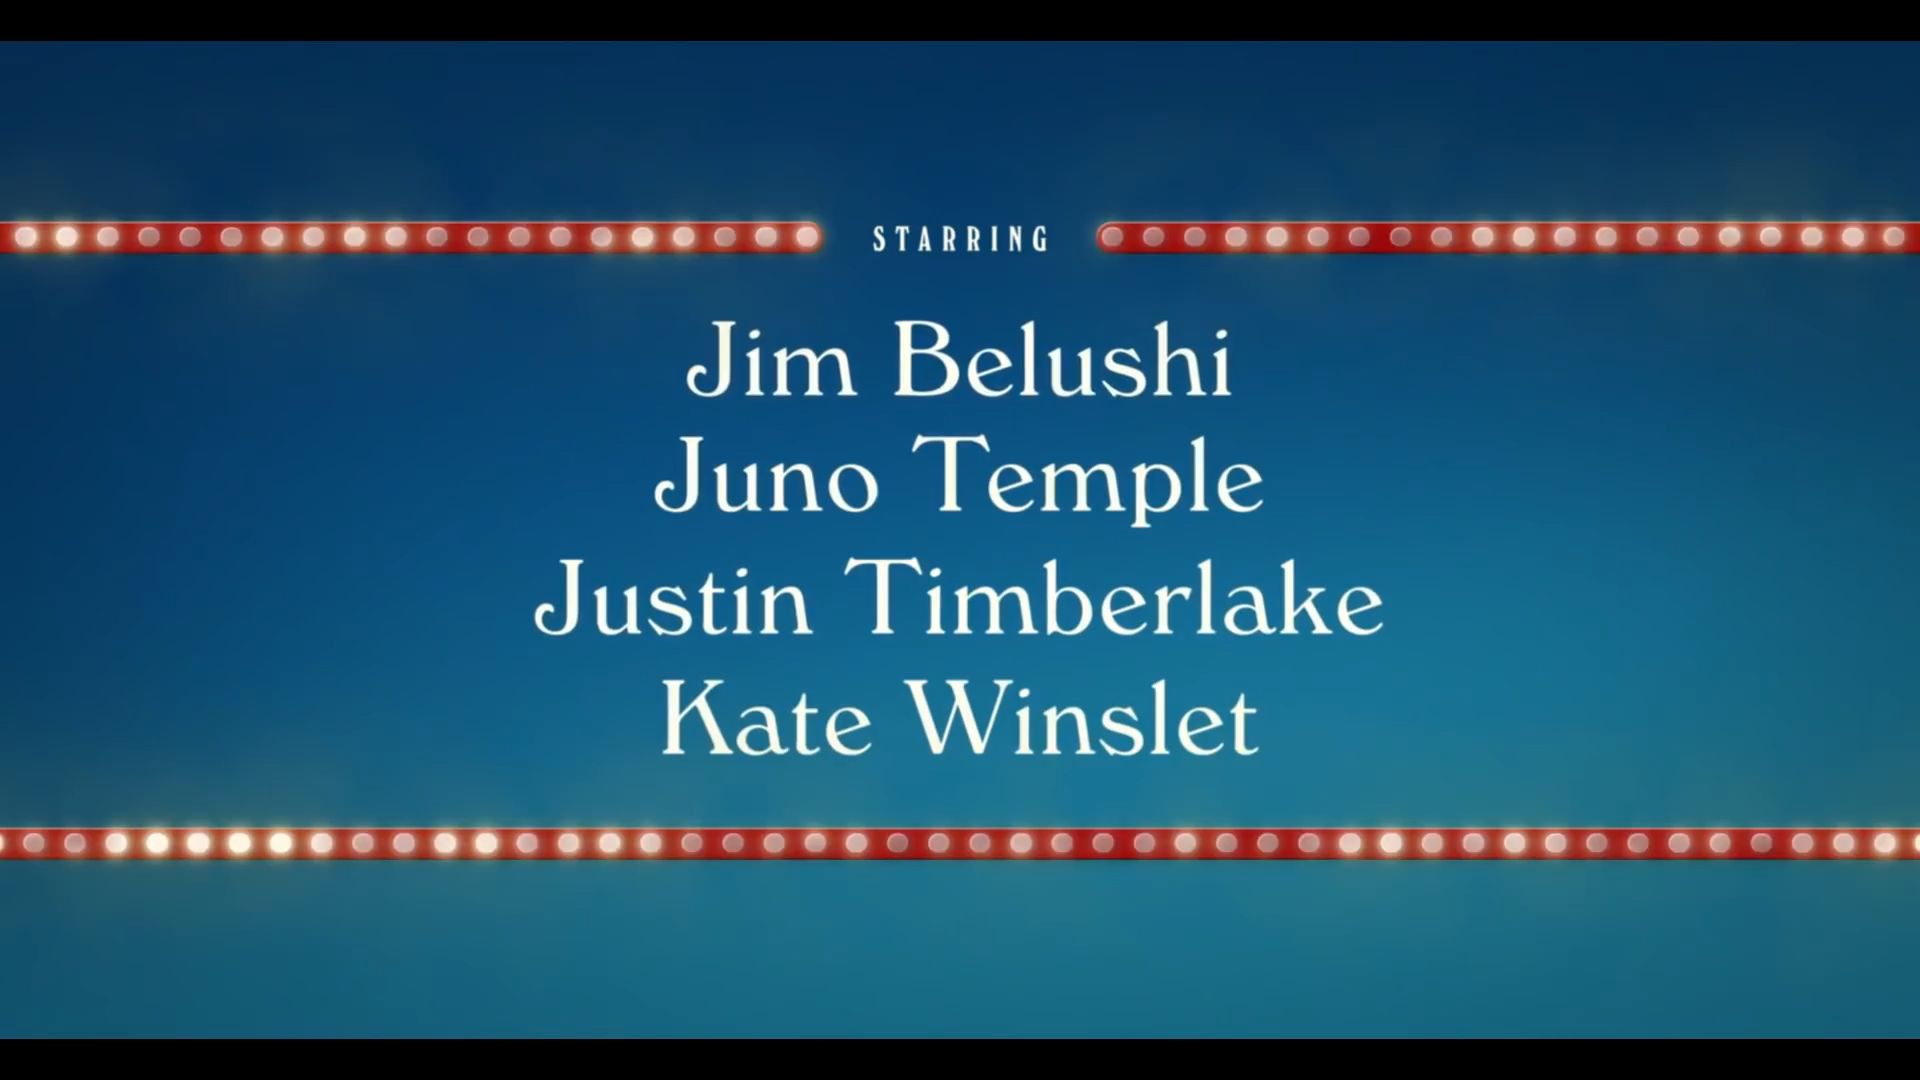 STARRING
Jim Belushi
Juno Temple
Justin Timberlake
Kate Winslet